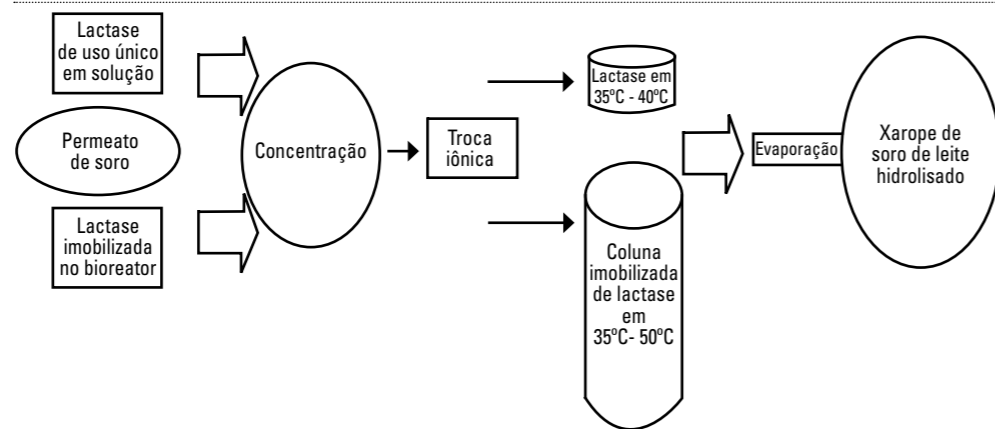 Lactase
de uso único
em solução
Permeato
de soro
Lactase
imobilizada
no bioreator
Concentração
Troca
iônica
Lactase em
35ºC - 40ºC
Coluna
imobilizada
de lactase
em
35ºC- 50ºC
Evaporação
Xarope de
soro de leite
hidrolisado